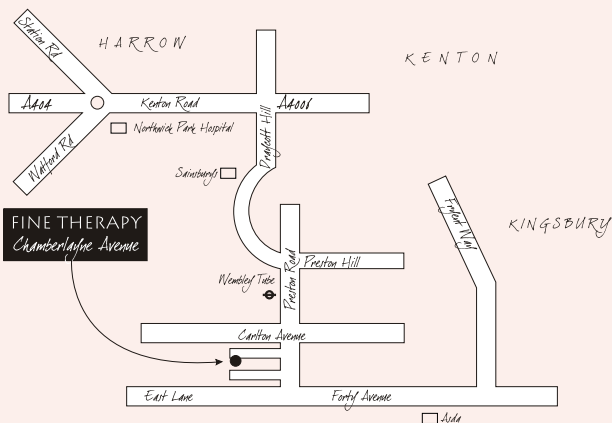 Station Rd
HARROW
KENTON
A404
Kenton Road
A4006
Draycott Hill
Northwick Park Hospital
Watford Rd
Sainsburys
Fryent Way
KINGSBURY
FINE THERAPY
Chamberlayne Avenue
Preston Hill
Preston Road
Wembley Tube
Carlton Avenue
East Lane
Forty Avenue
Asda